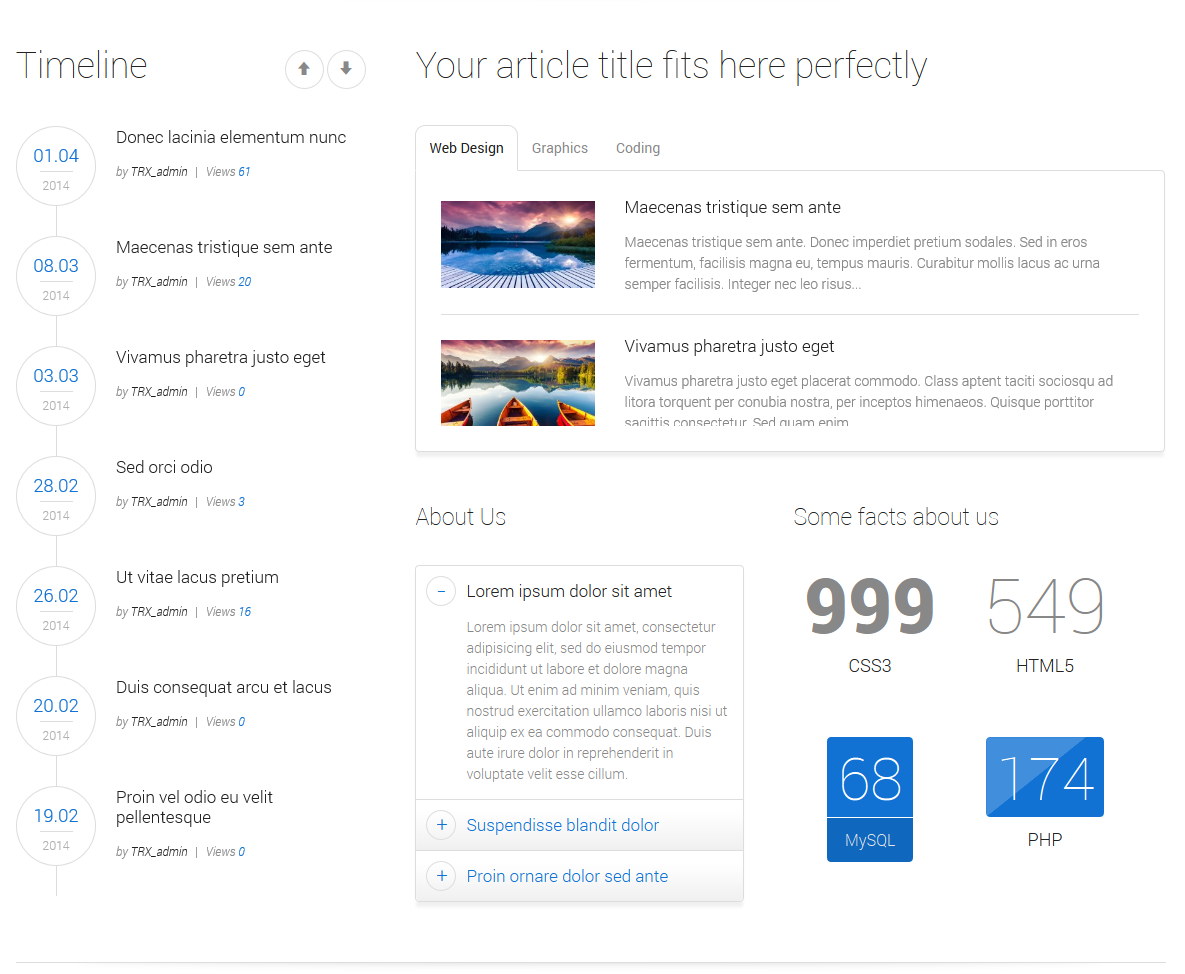 Timeline
01.04
2014
Donec lacinia elementum nunc
by TRX_admin | Views 61
08.03
2014
Maecenas tristique sem ante
by TRX_admin | Views 20
03.03
2014
Vivamus pharetra justo eget
by TRX_admin | Views 0
28.02
2014
Sed orci odio
by TRX_admin | Views 3
26.02
2014
Ut vitae lacus pretium
by TRX_admin | Views 16
20.02
2014
Duis consequat arcu et lacus
by TRX_admin | Views 0
19.02
2014
Proin vel odio eu velit
pellentesque
by TRX_admin | Views 0
Your article title fits here perfectly
Web Design Graphics Coding
Maecenas tristique sem ante
Maecenas tristique sem ante. Donec imperdiet pretium sodales. Sed in eros
fermentum, facilisis magna eu, tempus mauris. Curabitur mollis lacus ac urna
semper facilisis. Integer nec leo risus...
Vivamus pharetra justo eget
Vivamus pharetra justo eget placerat commodo. Class aptent taciti sociosqu ad
litora torquent per conubia nostra, per inceptos himenaeos. Quisque porttitor
sagittis consectetur. Sed quam enim
About Us
Lorem ipsum dolor sit amet
Lorem ipsum dolor sit amet, consectetur
adipisicing elit, sed do eiusmod tempor
incididunt ut labore et dolore magna
aliqua. Ut enim ad minim veniam, quis
nostrud exercitation ullamco laboris nisi ut
aliquip ex ea commodo consequat. Duis
aute irure dolor in reprehenderit in
voluptate velit esse cillum.
Suspendisse blandit dolor
Proin ornare dolor sed ante
Some facts about us
999
CSS3
549
HTML5
68
MySQL
174
PHP